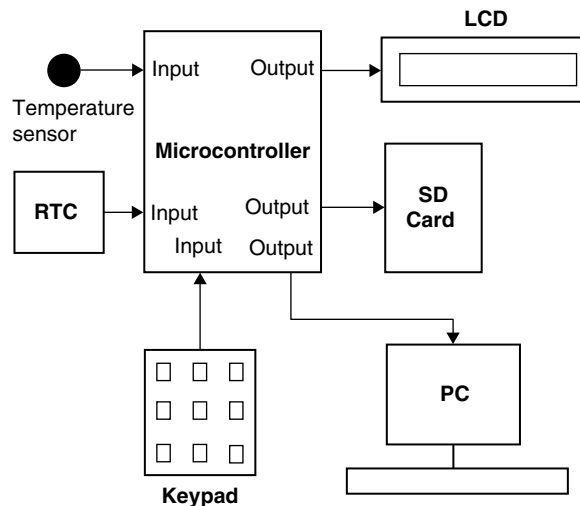 LCD
Input
Output
Temperature
sensor
Microcontroller
RTC
Input
Output
SD
Card
Input
Output
PC
Keypad